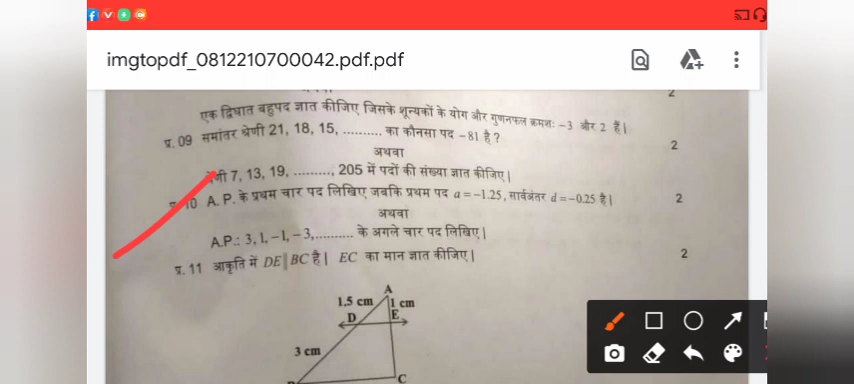 imgtopdf_0812210700042.pdf.pdf
2
एक द्विघात बहुपद ज्ञात कीजिए जिसके शून्यकों के योग और गुणनफल क्रमशः -3 और 2 हैं।
प्र. 09 समांतर श्रेणी 21, 18, 15, .......... का कौनसा पद -81 है ?
2
अथवा
7, 13, 19, ........., 205 में पदों की संख्या ज्ञात कीजिए।
10 A.P. के प्रथम चार पद लिखिए जबकि प्रथम पद a = -1.25, सार्वअंतर d = -0.25 है।
2
अथवा
A.P.: 3, 1, -1, -3, .......... के अगले चार पद लिखिए।
प्र. 11 आकृति में DE || BC है। EC का मान ज्ञात कीजिए।
2
A
1.5 cm 1 cm
D E
3 cm
C